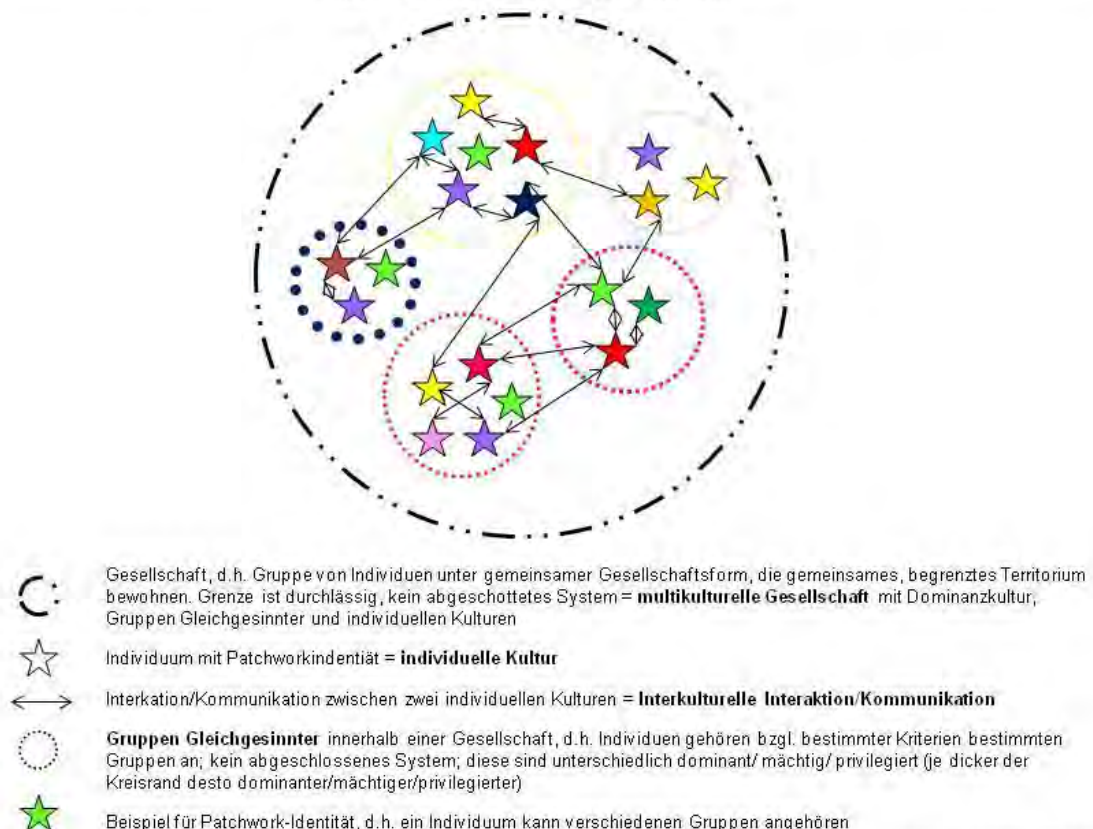 Gesellschaft, d.h. Gruppe von Individuen unter gemeinsamer Gesellschaftsform, die gemeinsames, begrenztes Territorium
bewohnen. Grenze ist durchlässig, kein abgeschottetes System = multikulturelle Gesellschaft mit Dominanzkultur,
Gruppen Gleichgesinnter und individuellen Kulturen
Individuum mit Patchworkindentiät = individuelle Kultur
Interkation/Kommunikation zwischen zwei individuellen Kulturen = Interkulturelle Interaktion/Kommunikation
Gruppen Gleichgesinnter innerhalb einer Gesellschaft, d.h. Individuen gehören bzgl. bestimmter Kriterien bestimmten
Gruppen an; kein abgeschlossenes System; diese sind unterschiedlich dominant/ mächtig/ privilegiert (je dicker der
Kreisrand desto dominanter/mächtiger/privilegierter)
Beispiel für Patchwork-Identität, d.h. ein Individuum kann verschiedenen Gruppen angehören